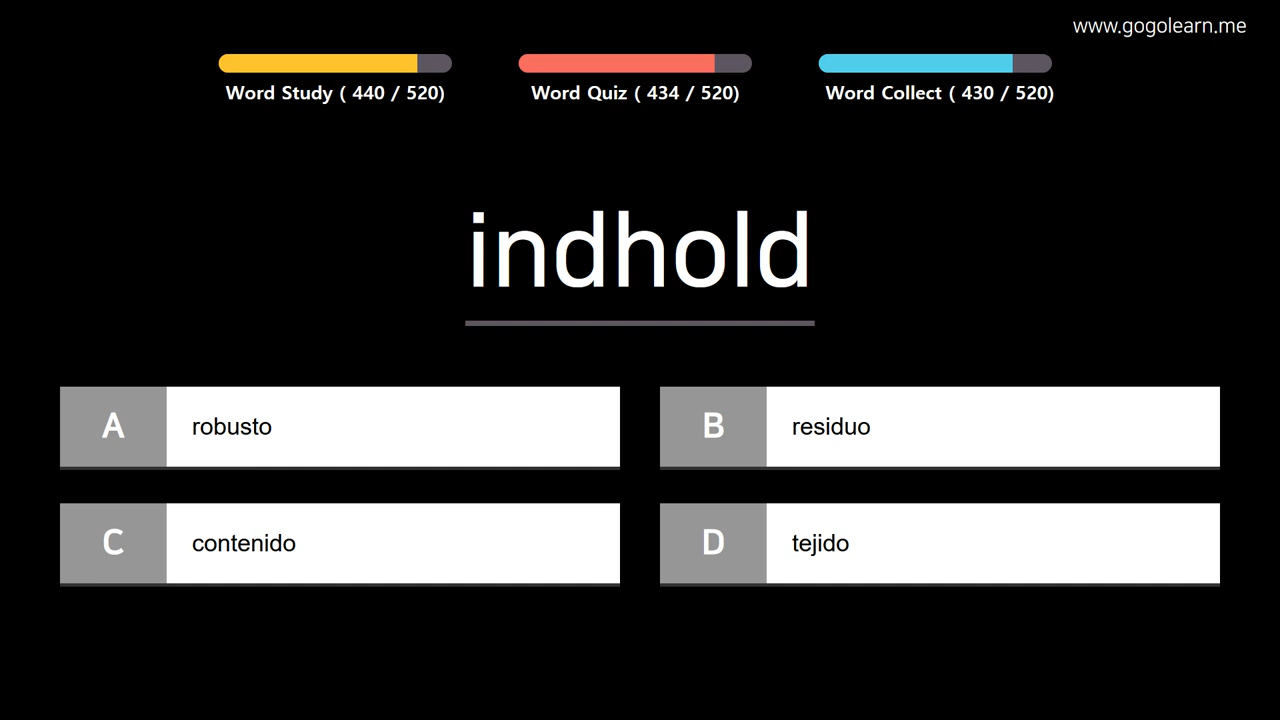 www.gogolearn.me
Word Study ( 440 / 520)
Word Quiz ( 434 / 520)
Word Collect ( 430 / 520)
indhold
A robusto
B residuo
C contenido
D tejido